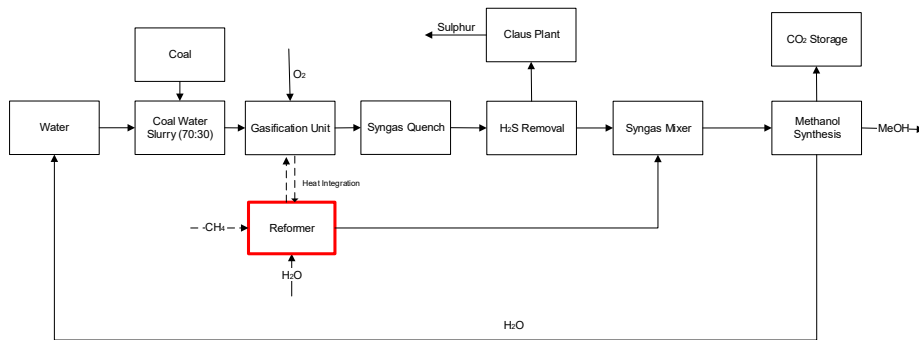 Sulphur
Claus Plant
CO₂ Storage
Coal
O₂
Water
Coal Water
Slurry (70:30)
Gasification Unit
Syngas Quench
H₂S Removal
Syngas Mixer
Methanol
Synthesis
MeOH
Heat Integration
CH₄
Reformer
H₂O
H₂O